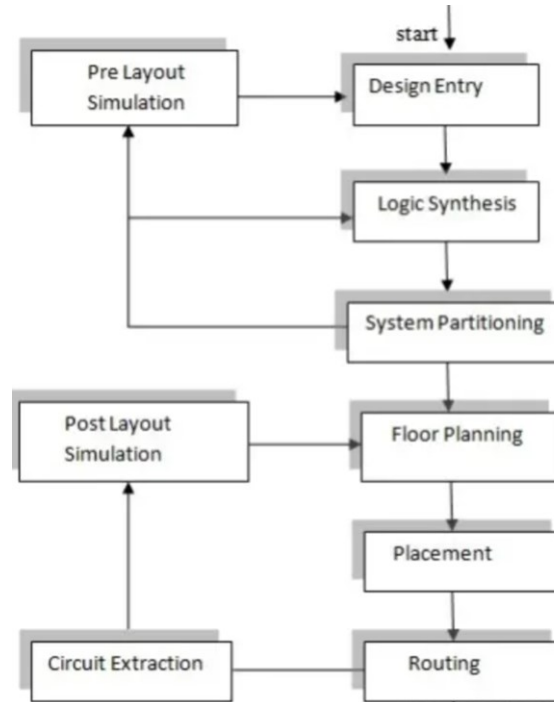 start
Pre Layout
Simulation
Design Entry
Logic Synthesis
System Partitioning
Post Layout
Simulation
Floor Planning
Placement
Circuit Extraction
Routing